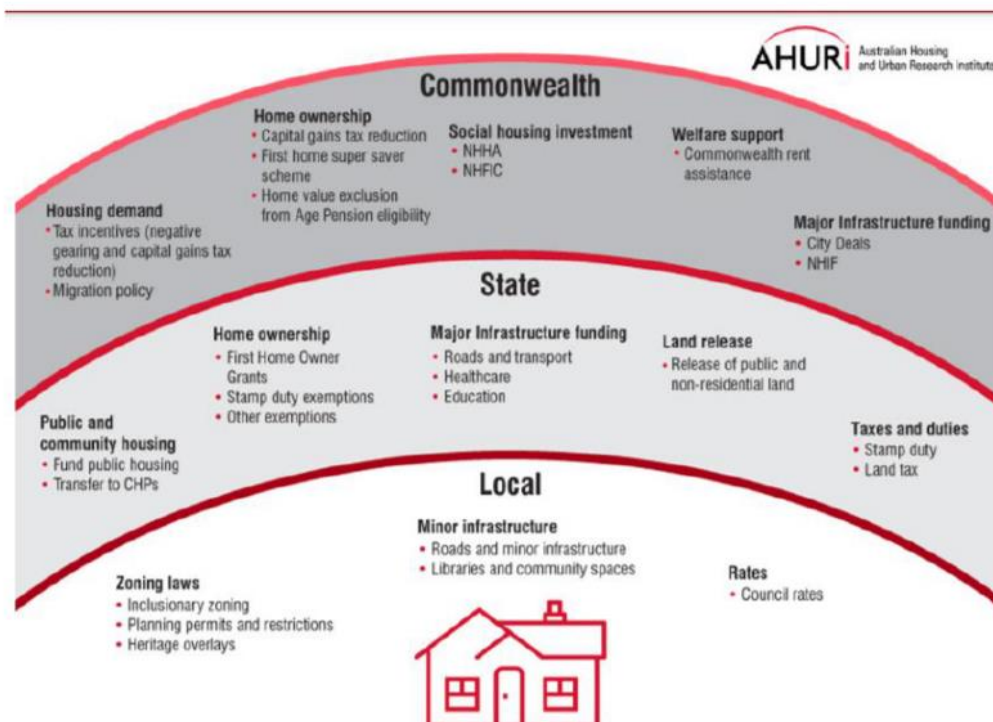 AHURI
Australian Housing
and Urban Research Institute
Commonwealth
Home ownership
• Capital gains tax reduction
• First home super saver
scheme
• Home value exclusion
from Age Pension eligibility
Social housing investment
• NHHA
• NHFIC
Welfare support
• Commonwealth rent
assistance
Housing demand
• Tax incentives (negative
gearing and capital gains tax
reduction)
• Migration policy
Major Infrastructure funding
• City Deals
• NHIF
State
Home ownership
• First Home Owner
Grants
• Stamp duty exemptions
• Other exemptions
Major Infrastructure funding
• Roads and transport
• Healthcare
• Education
Land release
• Release of public and
non-residential land
Public and
community housing
• Fund public housing
• Transfer to CHPs
Taxes and duties
• Stamp duty
• Land tax
Local
Minor infrastructure
• Roads and minor infrastructure
• Libraries and community spaces
Zoning laws
• Inclusionary zoning
• Planning permits and restrictions
• Heritage overlays
Rates
• Council rates